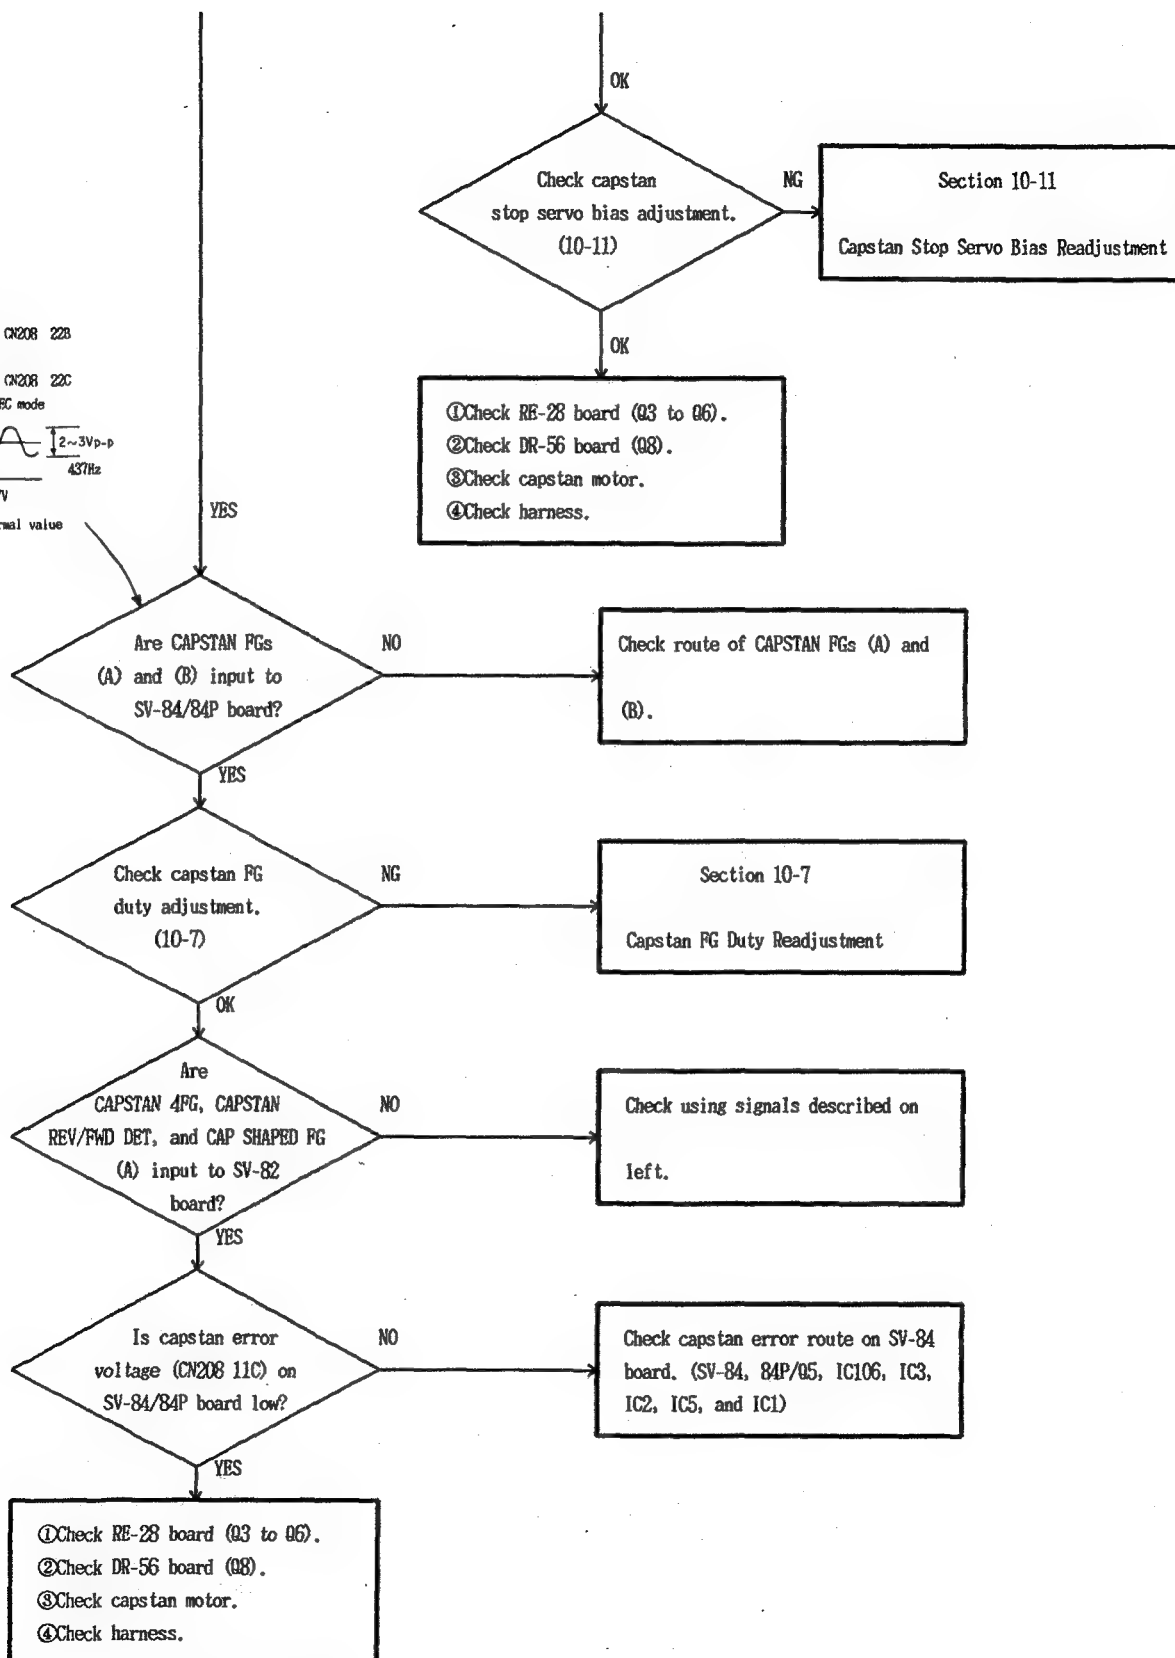 OK
Check capstan
stop servo bias adjustment.
(10-11)
NG
Section 10-11
Capstan Stop Servo Bias Readjustment
OK
①Check RE-28 board (Q3 to Q6).
②Check DR-56 board (Q8).
③Check capstan motor.
④Check harness.
CN208 22B
CN208 22C
EC mode
2~3Vp-p
437Hz
V
rmal value
YES
Are CAPSTAN FGs
(A) and (B) input to
SV-84/84P board?
NO
Check route of CAPSTAN FGs (A) and
(B).
YES
Check capstan FG
duty adjustment.
(10-7)
NG
Section 10-7
Capstan FG Duty Readjustment
OK
Are
CAPSTAN 4FG, CAPSTAN
REV/FWD DET, and CAP SHAPED FG
(A) input to SV-82
board?
NO
Check using signals described on
left.
YES
Is capstan error
voltage (CN208 11C) on
SV-84/84P board low?
NO
Check capstan error route on SV-84
board. (SV-84, 84P/Q5, IC106, IC3,
IC2, IC5, and IC1)
YES
①Check RE-28 board (Q3 to Q6).
②Check DR-56 board (Q8).
③Check capstan motor.
④Check harness.